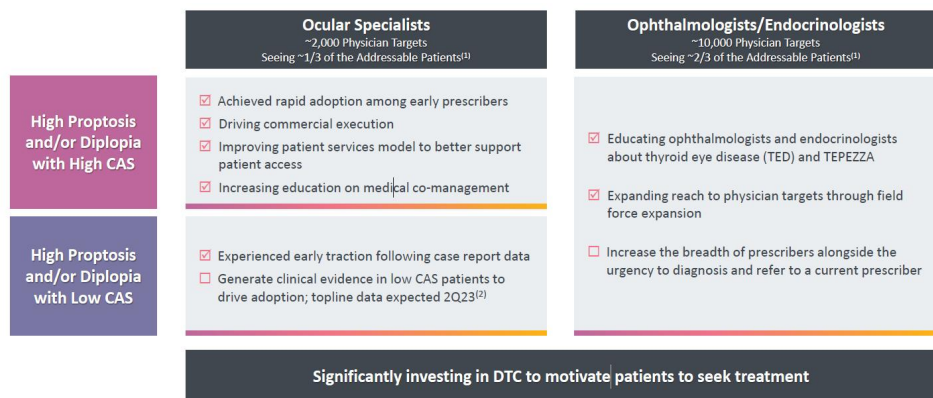 Ocular Specialists
~2,000 Physician Targets
Seeing ~1/3 of the Addressable Patients(1)
Ophthalmologists/Endocrinologists
~10,000 Physician Targets
Seeing ~2/3 of the Addressable Patients(1)
High Proptosis
and/or Diplopia
with High CAS
☑ Achieved rapid adoption among early prescribers
☑ Driving commercial execution
☑ Improving patient services model to better support
patient access
☑ Increasing education on medical co-management
High Proptosis
and/or Diplopia
with Low CAS
☑ Experienced early traction following case report data
☐ Generate clinical evidence in low CAS patients to
drive adoption; topline data expected 2Q23(2)
☑ Educating ophthalmologists and endocrinologists
about thyroid eye disease (TED) and TEPEZZA
☑ Expanding reach to physician targets through field
force expansion
☐ Increase the breadth of prescribers alongside the
urgency to diagnosis and refer to a current prescriber
Significantly investing in DTC to motivate patients to seek treatment